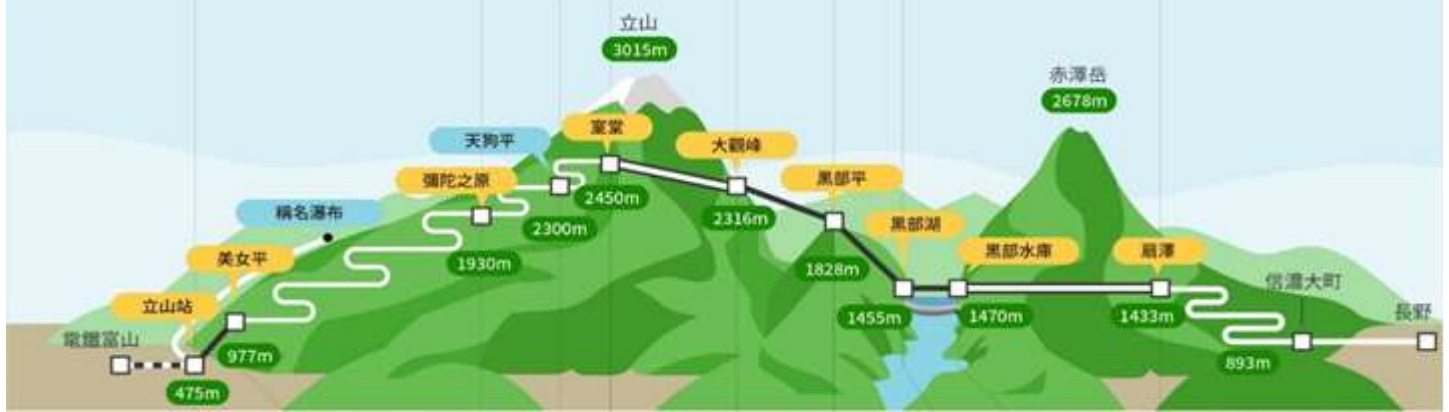 立山
3015m
赤澤岳
2678m
天狗平
室堂
大觀峰
彌陀之原
黑部平
2450m
稱名瀑布
2300m
2316m
黑部湖
美女平
1930m
1828m
黑部水庫
扇澤
立山站
信濃大町
電鐵富山
977m
1455m
1470m
1433m
長野
893m
475m